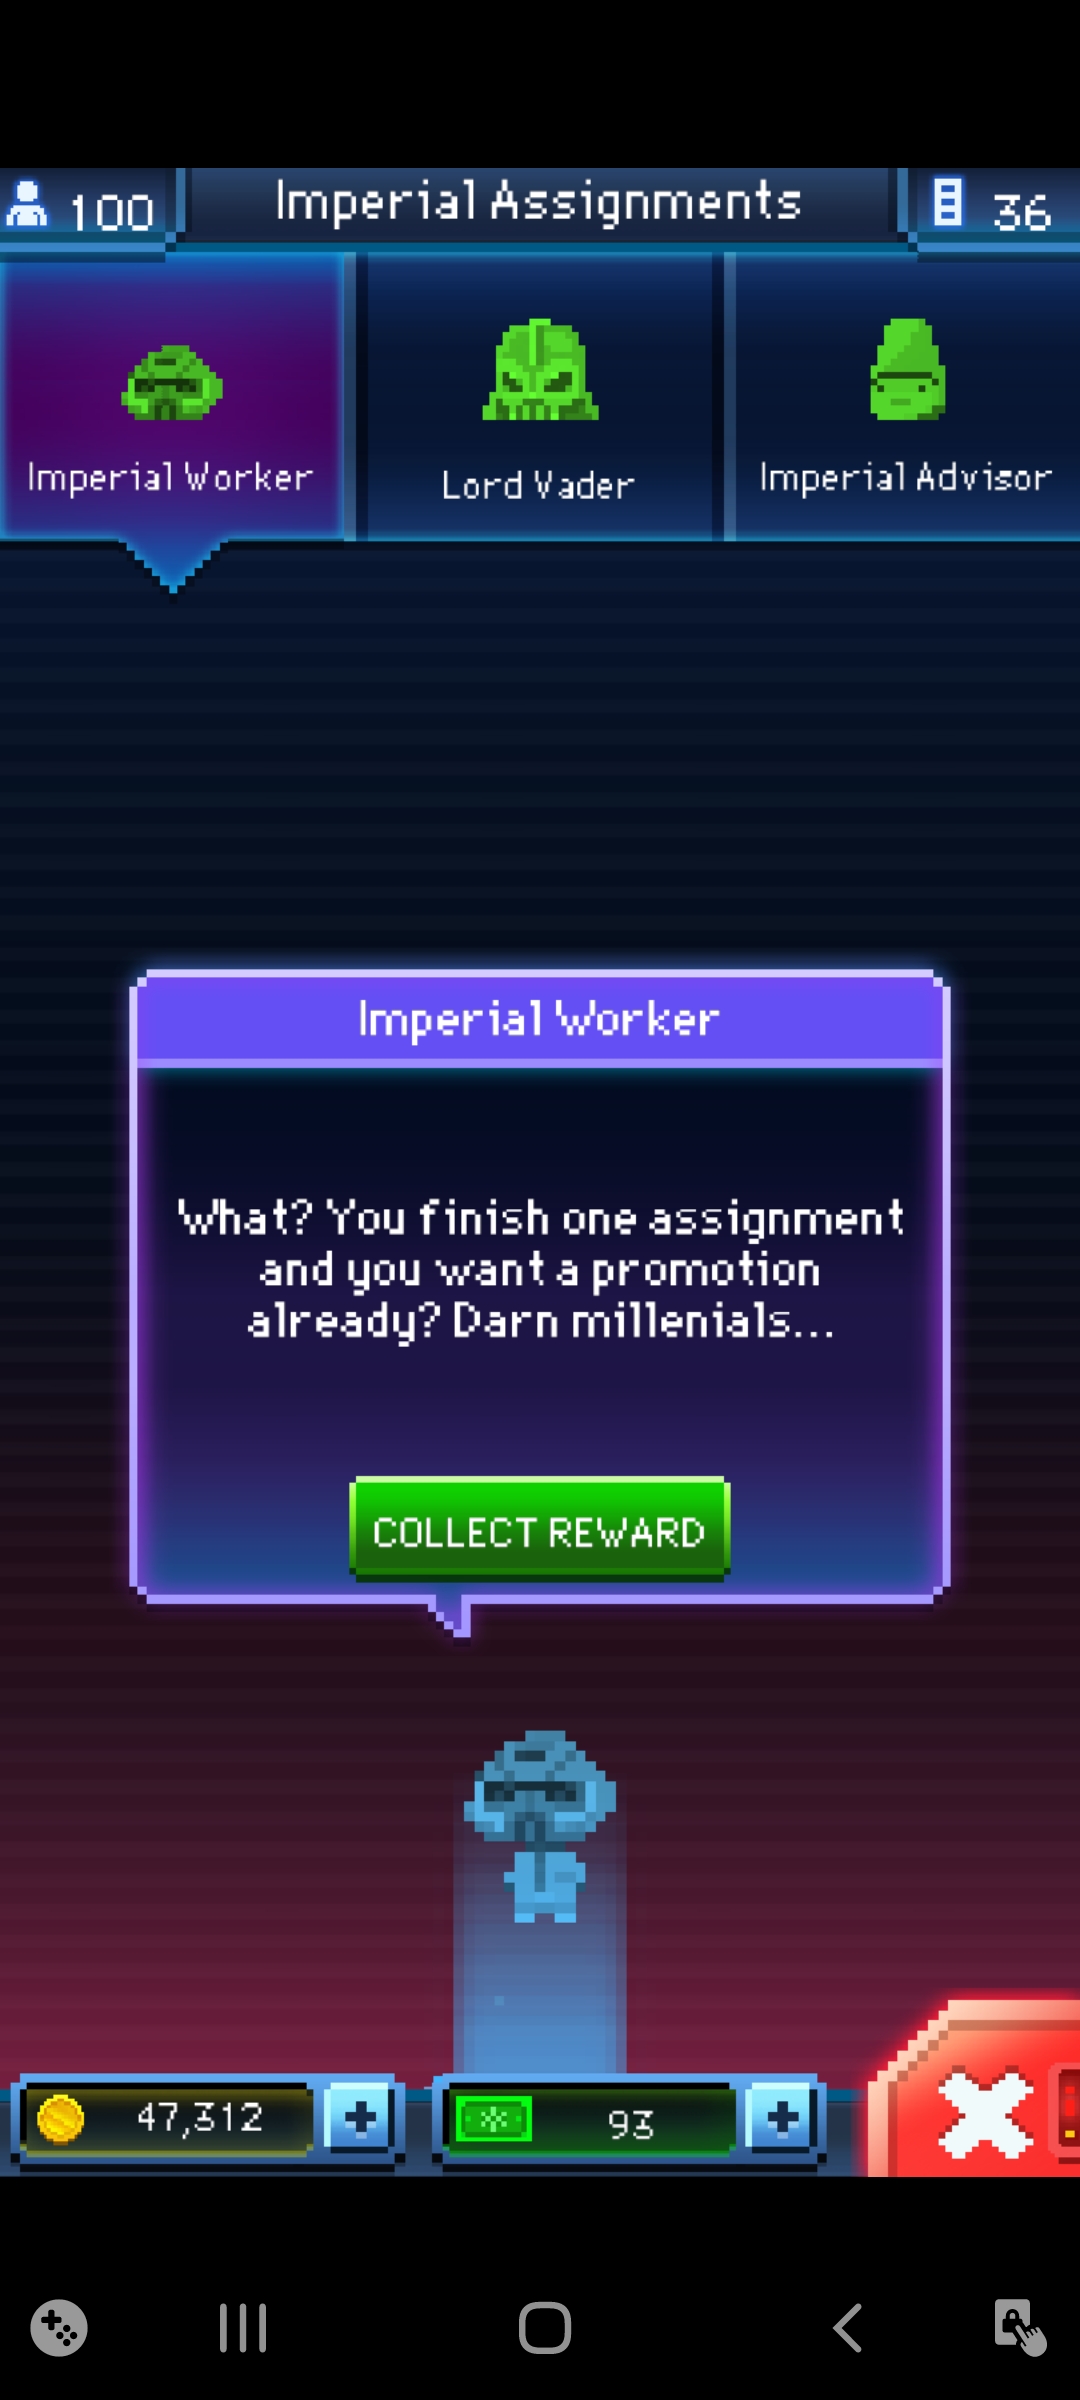 100
Imperial Assignments
36
Imperial Worker
Lord Vader
Imperial Advisor
Imperial Worker
What? You finish one assignment
and you want a promotion
already? Darn millenials...
COLLECT REWARD
47,312
93